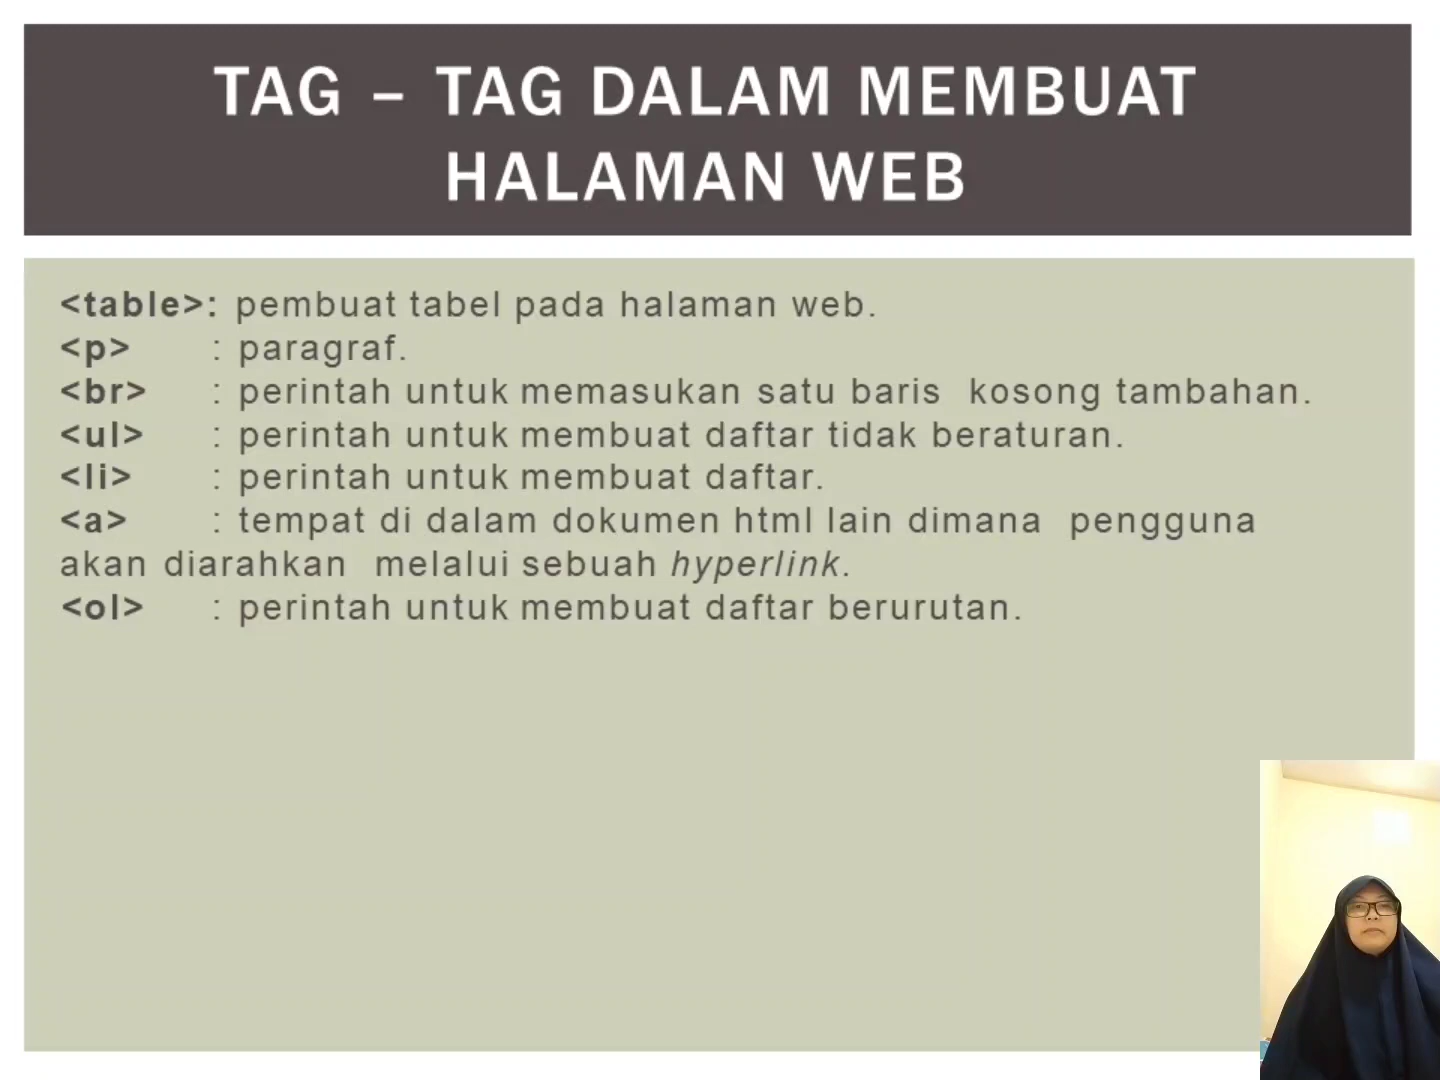 TAG – TAG DALAM MEMBUAT
HALAMAN WEB
<table>: pembuat tabel pada halaman web.
<p> : paragraf.
<br> : perintah untuk memasukan satu baris kosong tambahan.
<ul> : perintah untuk membuat daftar tidak beraturan.
<li> : perintah untuk membuat daftar.
<a> : tempat di dalam dokumen html lain dimana pengguna
akan diarahkan melalui sebuah hyperlink.
<ol> : perintah untuk membuat daftar berurutan.